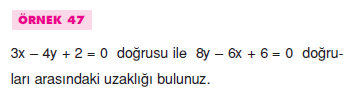 ÖRNEK 47
3x – 4y + 2 = 0 doğrusu ile 8y – 6x + 6 = 0 doğru-
ları arasındaki uzaklığı bulunuz.